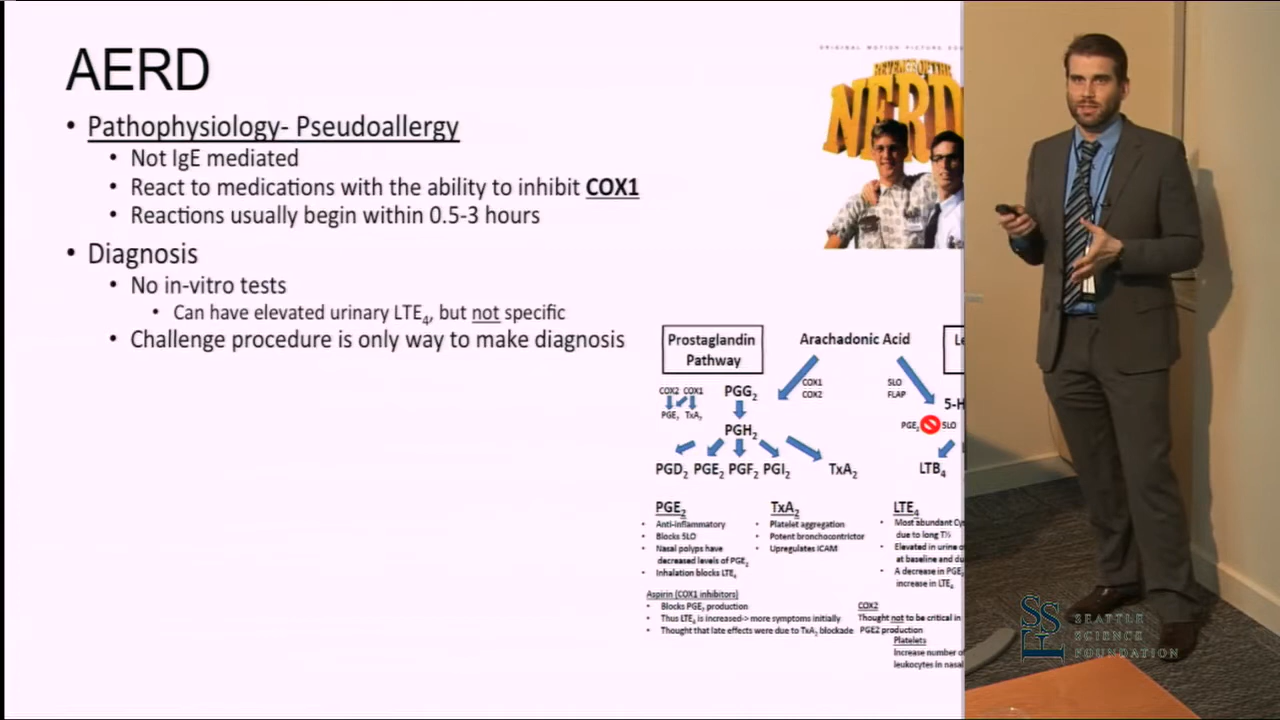 AERD
• Pathophysiology- Pseudoallergy
• Not IgE mediated
• React to medications with the ability to inhibit COX1
• Reactions usually begin within 0.5-3 hours
• Diagnosis
• No in-vitro tests
• Can have elevated urinary LTE4, but not specific
• Challenge procedure is only way to make diagnosis
ORIGINAL MOTION PICTURE SOU
REVENGE OF THE
NERD
Prostaglandin
Pathway
Arachadonic Acid
Le
COX1
COX2
SLO
FLAP
COX2 COX1
PGG2
5-H
PGE2 TxA2
PGE2 SLO
PGH2
PGD2 PGE2 PGF2 PGI2 TxA2
LTB4
PGE2
• Anti-inflammatory
• Blocks 5LO
• Nasal polyps have
decreased levels of PGE2
• Inhalation blocks LTE4
TxA2
• Platelet aggregation
• Potent bronchocontrictor
• Upregulates ICAM
LTE4
• Most abundant Cy
due to long T½
• Elevated in urine o
at baseline and du
• A decrease in PGE
increase in LTE4
Aspirin (COX1 inhibitors)
• Blocks PGE2 production
• Thus LTE4 is increased-> more symptoms initially
• Thought that late effects were due to TxA2 blockade
COX2
Thought not to be critical in
PGE2 production
Platelets
Increase number of
leukocytes in nasal
SSF
SEATTLE
SCIENCE
FOUNDATION